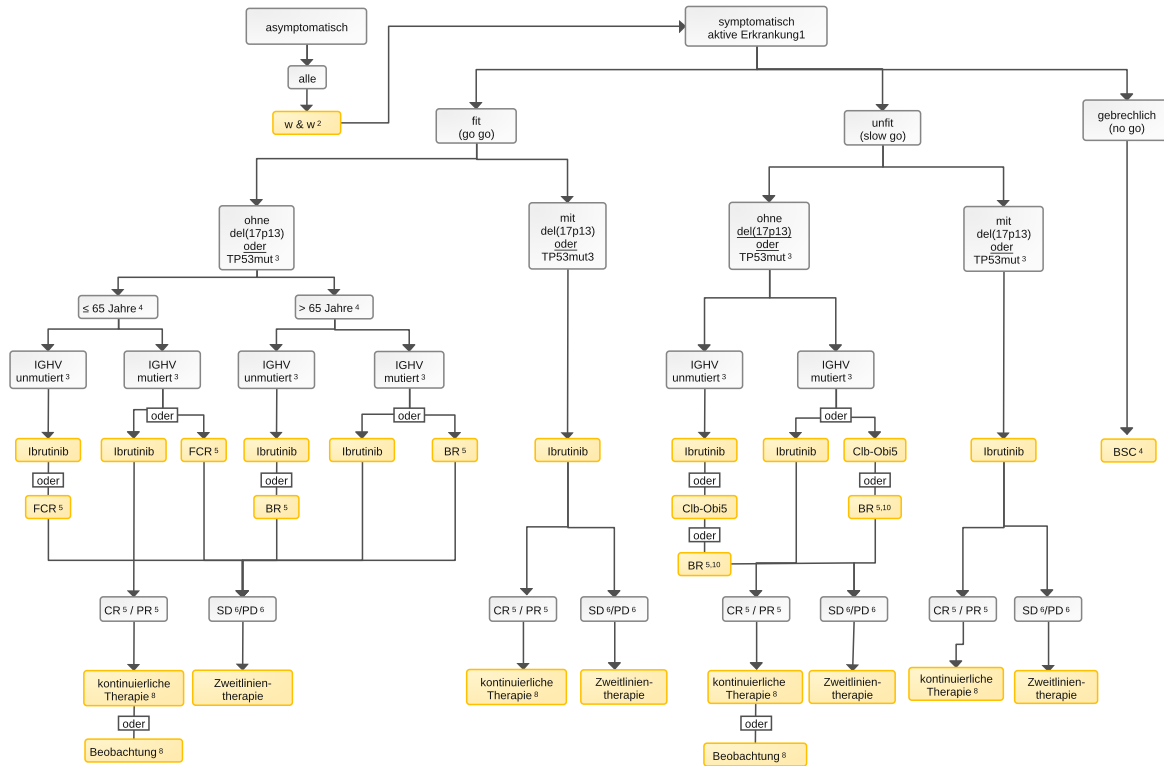 asymptomatisch
symptomatisch
aktive Erkrankung1
alle
w & w 2
fit
(go go)
unfit
(slow go)
gebrechlich
(no go)
ohne
del(17p13)
oder
TP53mut 3
mit
del(17p13)
oder
TP53mut3
ohne
del(17p13)
oder
TP53mut 3
mit
del(17p13)
oder
TP53mut 3
≤ 65 Jahre 4
> 65 Jahre 4
IGHV
unmutiert 3
IGHV
mutiert 3
IGHV
unmutiert 3
IGHV
mutiert 3
IGHV
unmutiert 3
IGHV
mutiert 3
oder
oder
oder
Ibrutinib
Ibrutinib
FCR 5
Ibrutinib
Ibrutinib
BR 5
Ibrutinib
Ibrutinib
Ibrutinib
Clb-Obi5
Ibrutinib
BSC 4
oder
oder
oder
oder
FCR 5
BR 5
Clb-Obi5
BR 5,10
oder
BR 5,10
CR 5 / PR 5
SD 6/PD 6
CR 5 / PR 5
SD 6/PD 6
CR 5 / PR 5
SD 6/PD 6
CR 5 / PR 5
SD 6/PD 6
kontinuierliche
Therapie 8
Zweitlinien-
therapie
kontinuierliche
Therapie 8
Zweitlinien-
therapie
kontinuierliche
Therapie 8
Zweitlinien-
therapie
kontinuierliche
Therapie 8
Zweitlinien-
therapie
oder
oder
Beobachtung 8
Beobachtung 8